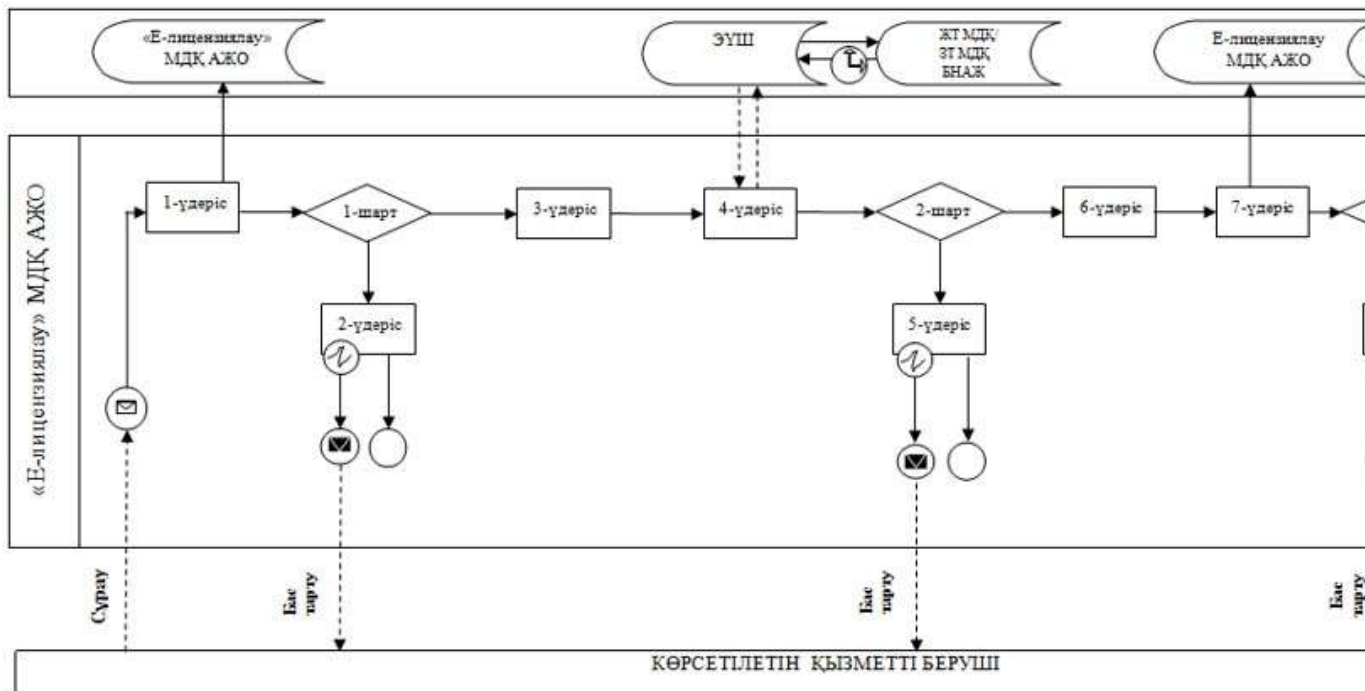 «Е-лицензиялау»
МДҚ АЖО
ЭҮШ
ЖТ МДҚ/
ЗТ МДҚ
БНАЖ
Е-лицензиялау
МДҚ АЖО
«Е-лицензиялау» МДҚ АЖО
1-үдеріс
1-шарт
3-үдеріс
4-үдеріс
2-шарт
6-үдеріс
7-үдеріс
2-үдеріс
5-үдеріс
Сұрау
Бас
тарту
Бас
тарту
Бас
тарту
КӨРСЕТІЛЕТІН ҚЫЗМЕТТІ БЕРУШІ